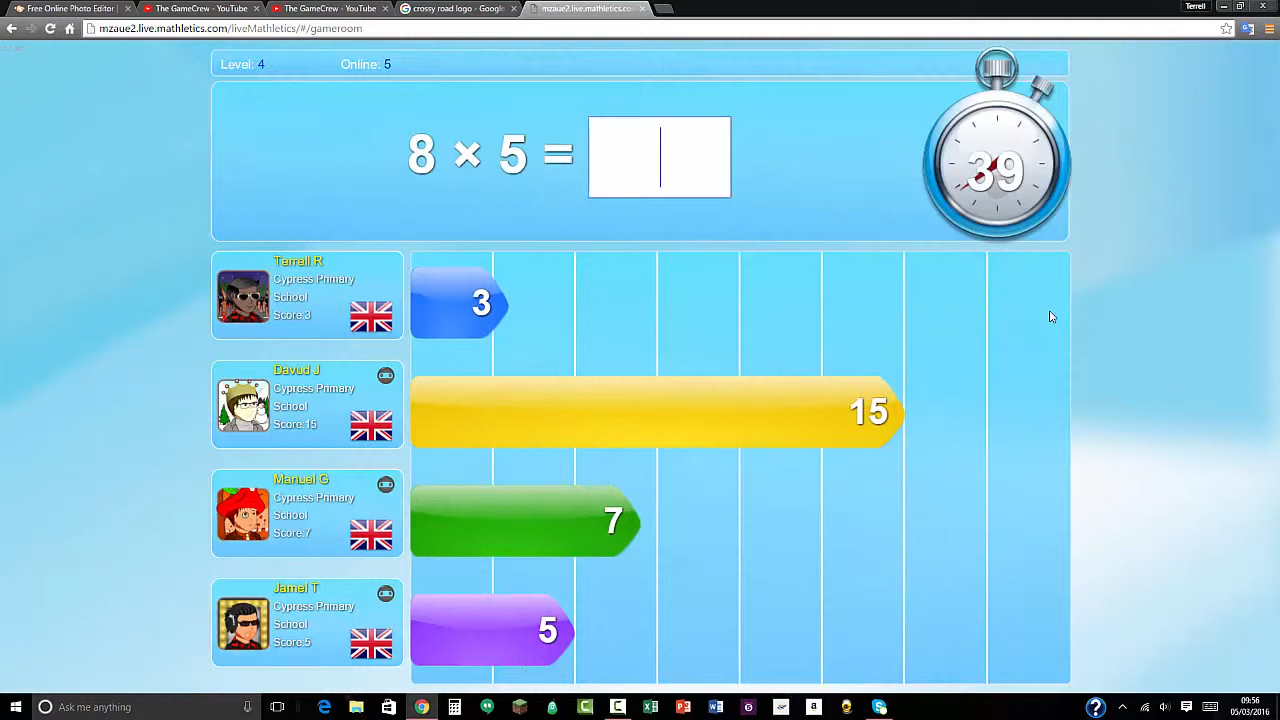 Free Online Photo Editor
The GameCrew - YouTube
The GameCrew - YouTube
crossy road logo - Google
mzaue2.live.mathletics.co
Terrell
mzaue2.live.mathletics.com/liveMathletics/#/gameroom
Level: 4
Online: 5
8 × 5 =
39
Terrell R
Cypress Primary
School
Score:3
3
Davud J
Cypress Primary
School
Score:15
15
Manuel G
Cypress Primary
School
Score:7
7
Jamel T
Cypress Primary
School
Score:5
5
Ask me anything
09:56
05/03/2016